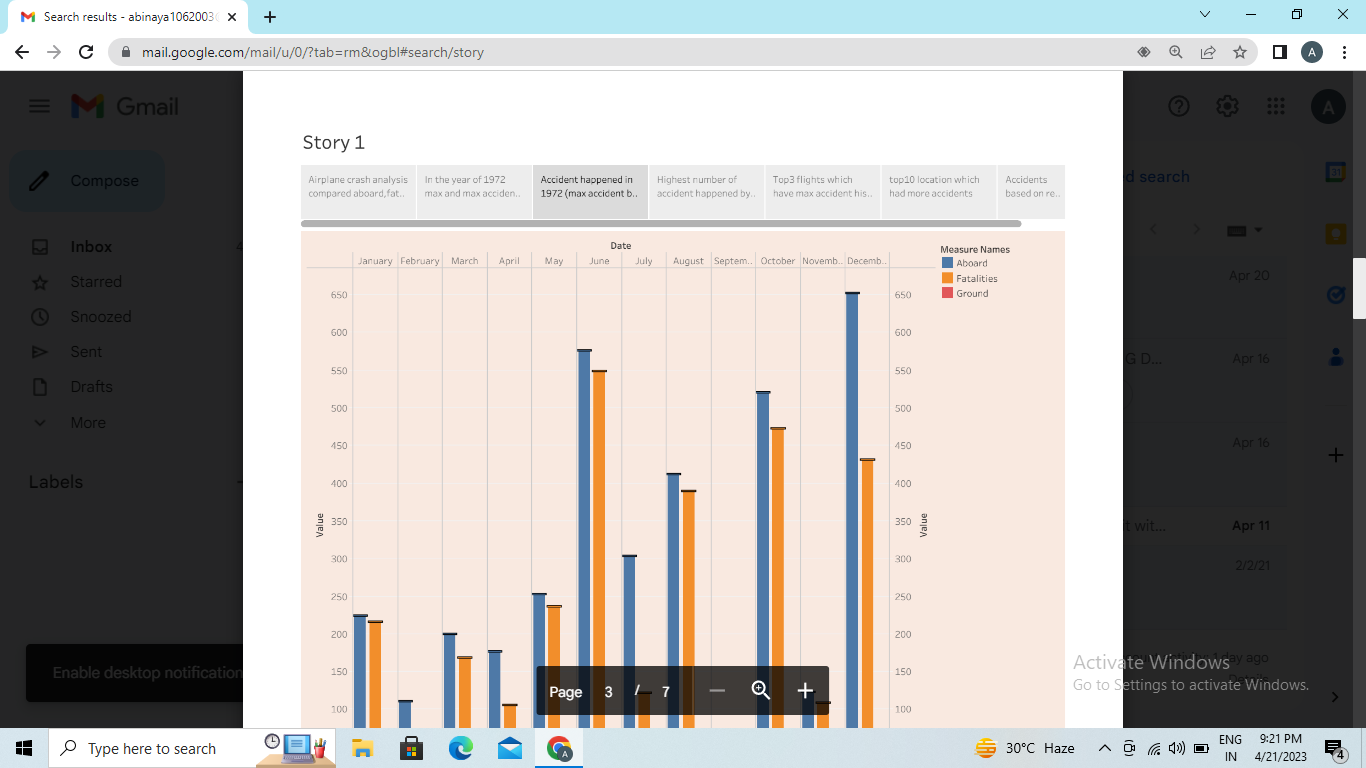 Search results - abinaya1062003
mail.google.com/mail/u/0/?tab=rm&ogbl#search/story
A
Gmail
A
Compose
d search
Inbox
4
Starred
Snoozed
Sent
Drafts
More
Labels
Enable desktop notification
Apr 20
G D...
Apr 16
Apr 16
t wit...
Apr 11
2/2/21
1 day ago
Story 1
Airplane crash analysis
compared aboard,fat..
In the year of 1972
max and max acciden..
Accident happened in
1972 (max accident b..
Highest number of
accident happened by..
Top3 flights which
have max accident his..
top10 location which
had more accidents
Accidents
based on re..
Date
January February March April May June July August Septem.. October Novemb.. Decemb..
Measure Names
Aboard
Fatalities
Ground
650 650
600 600
550 550
500 500
450 450
400 400
350 350
300 300
250 250
200 200
150 150
100 100
Value
Value
Page 3 / 7
Activate Windows
Go to Settings to activate Windows.
Type here to search
A
30°C Haze
ENG
IN
9:21 PM
4/21/2023
4